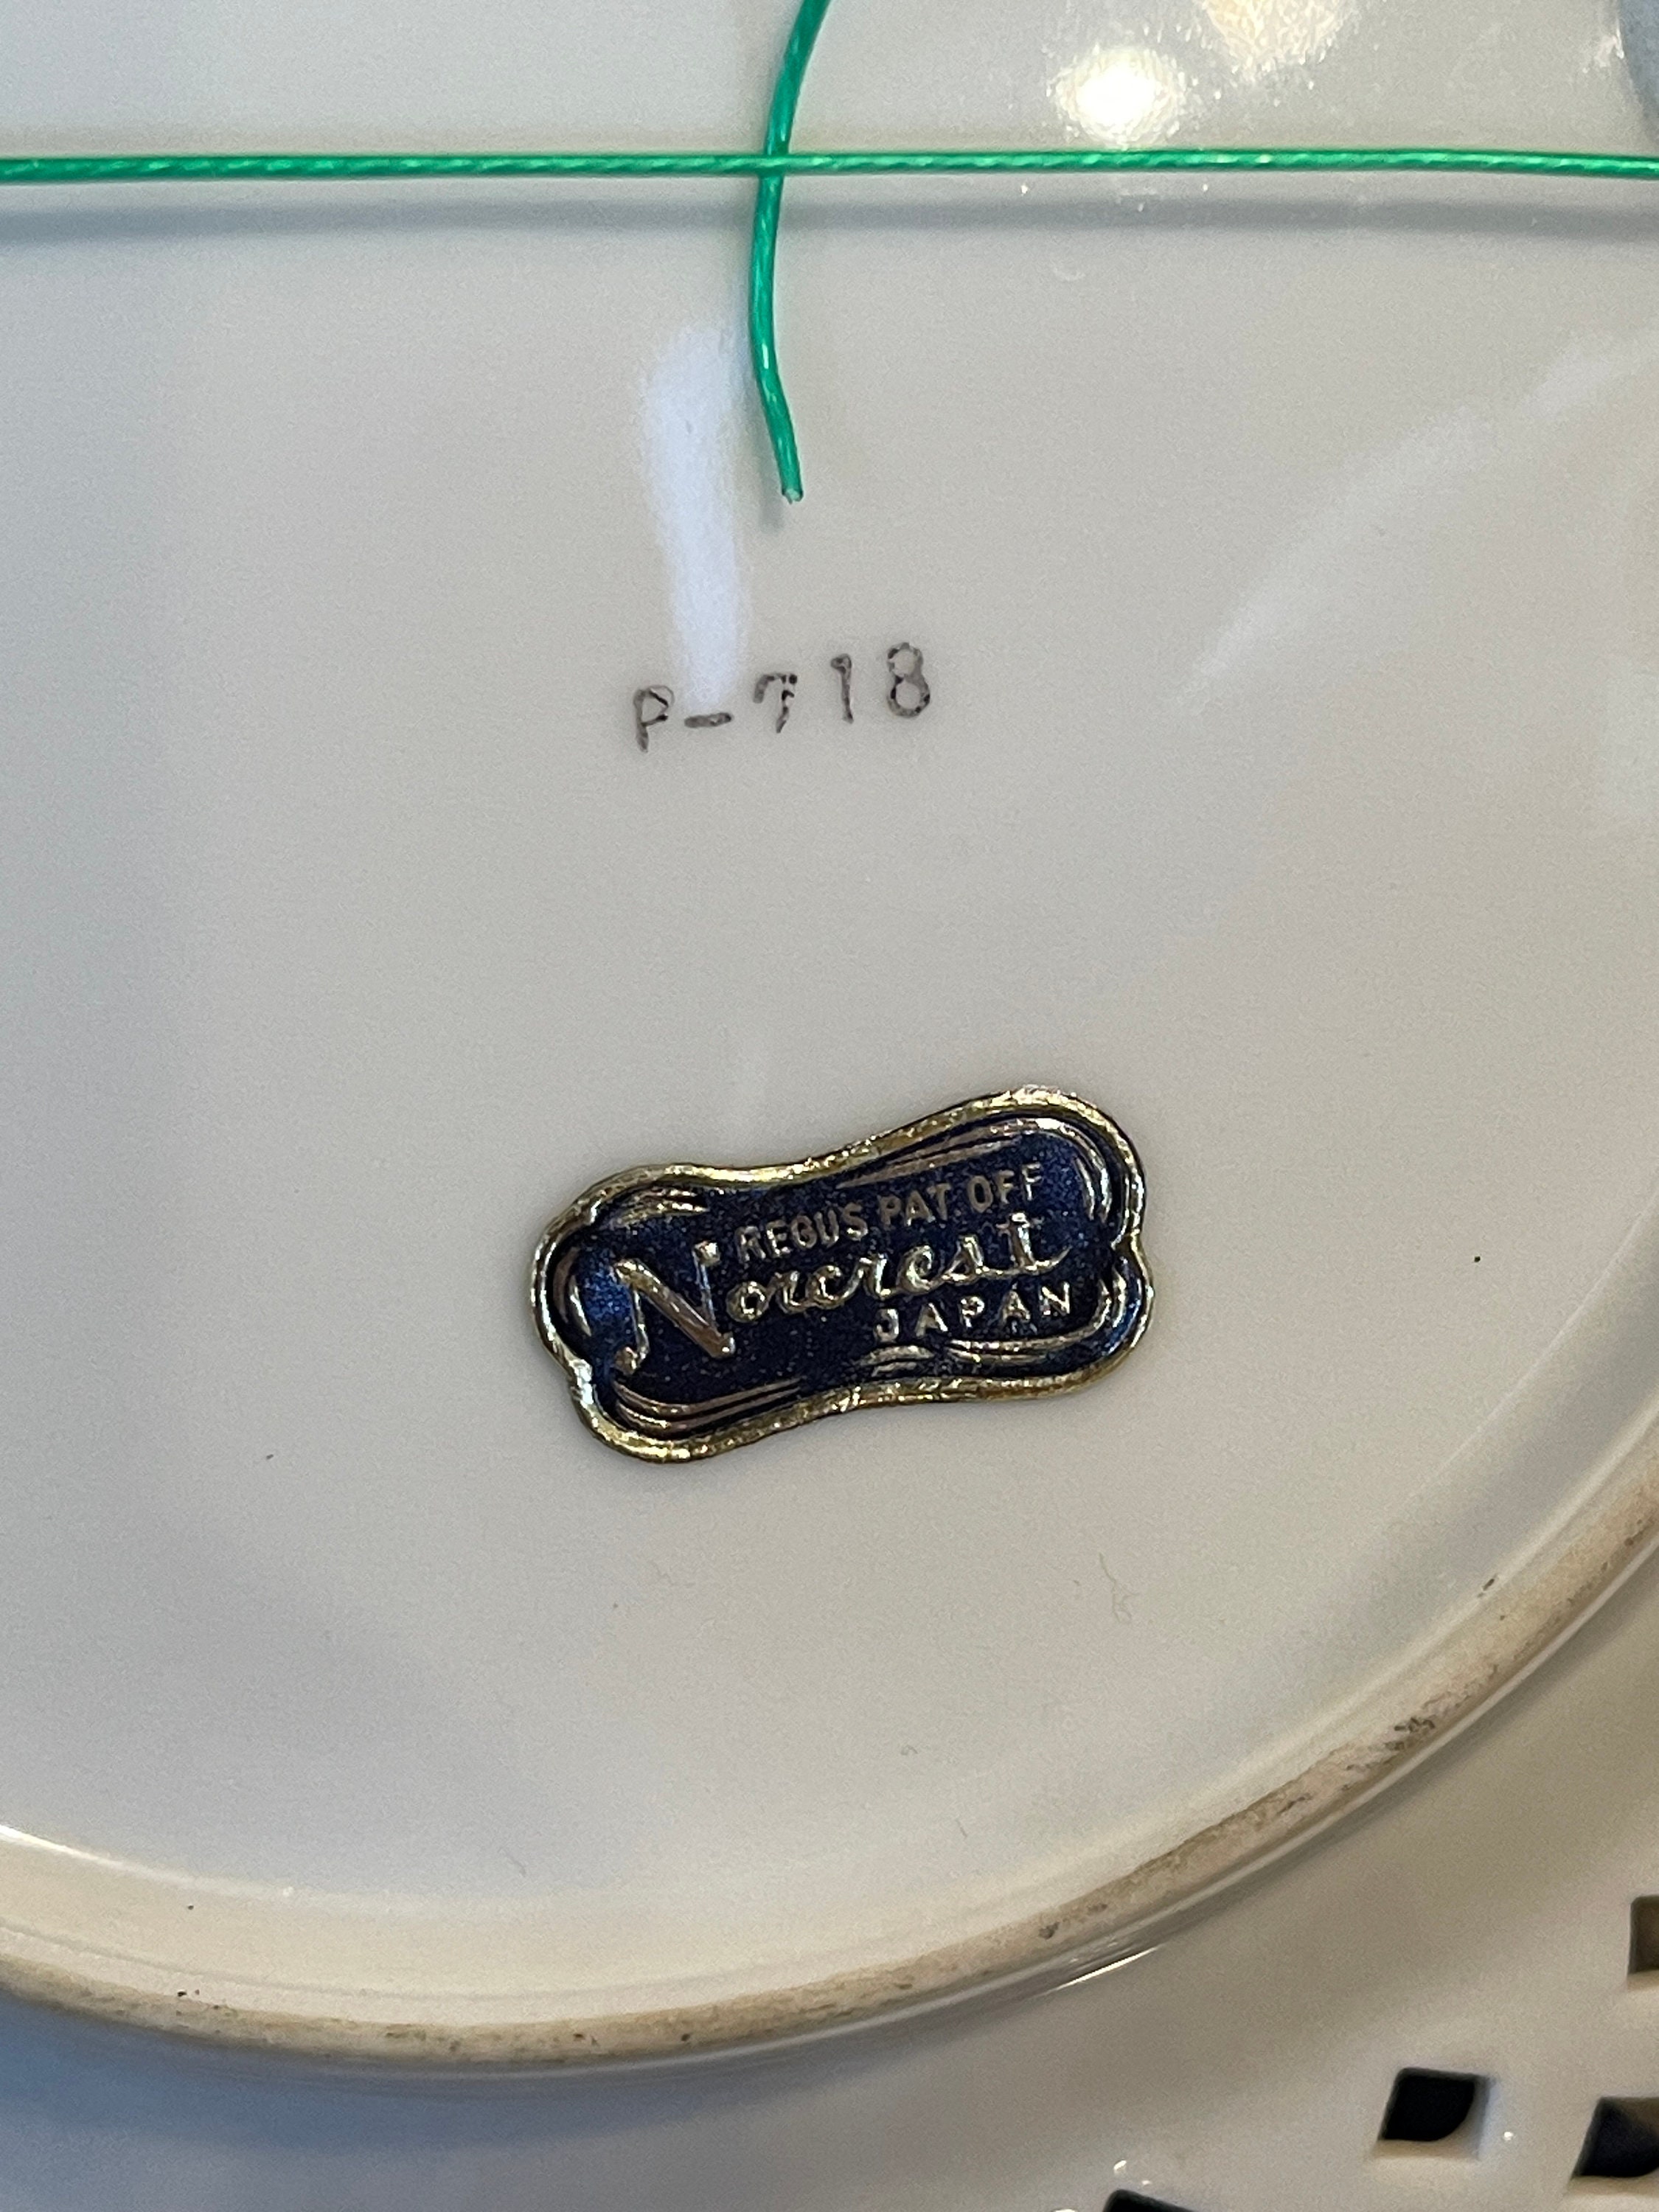 P-718
REG US. PAT. OFF
Norcrest
JAPAN